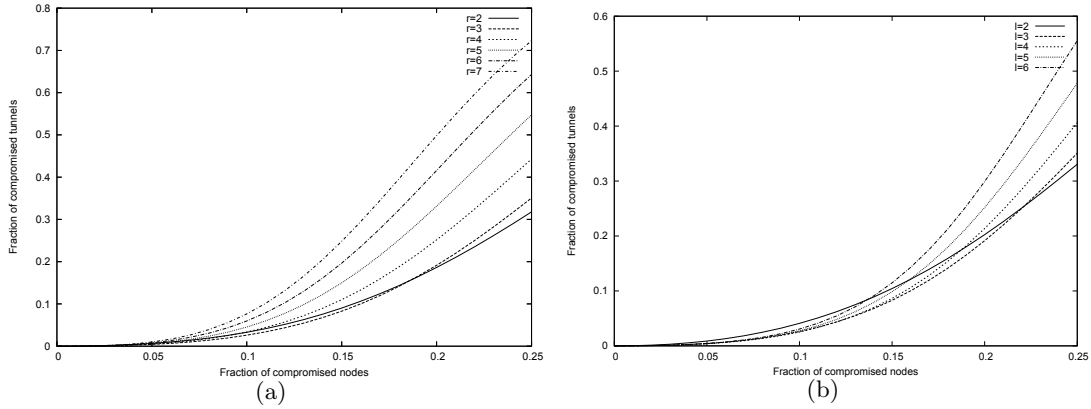 0.8
0.7
0.6
0.5
0.4
0.3
0.2
0.1
0
0
0.05
0.1
0.15
0.2
0.25
Fraction of compromised tunnels
Fraction of compromised nodes
r=2
r=3
r=4
r=5
r=6
r=7
(a)
0.6
0.5
0.4
0.3
0.2
0.1
0
0
0.05
0.1
0.15
0.2
0.25
Fraction of compromised tunnels
Fraction of compromised nodes
l=2
l=3
l=4
l=5
l=6
(b)